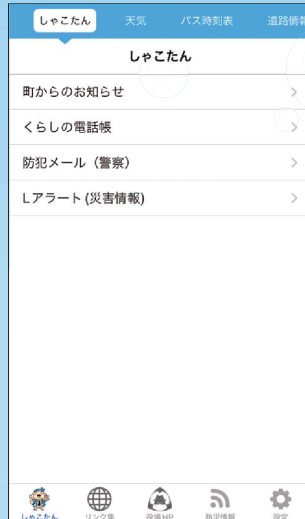 しゃこたん 天気 バス時刻表 道路情報
しゃこたん
町からのお知らせ
くらしの電話帳
防犯メール（警察）
Lアラート (災害情報)
しゃこたん リンク集 役場HP 防災情報 設定